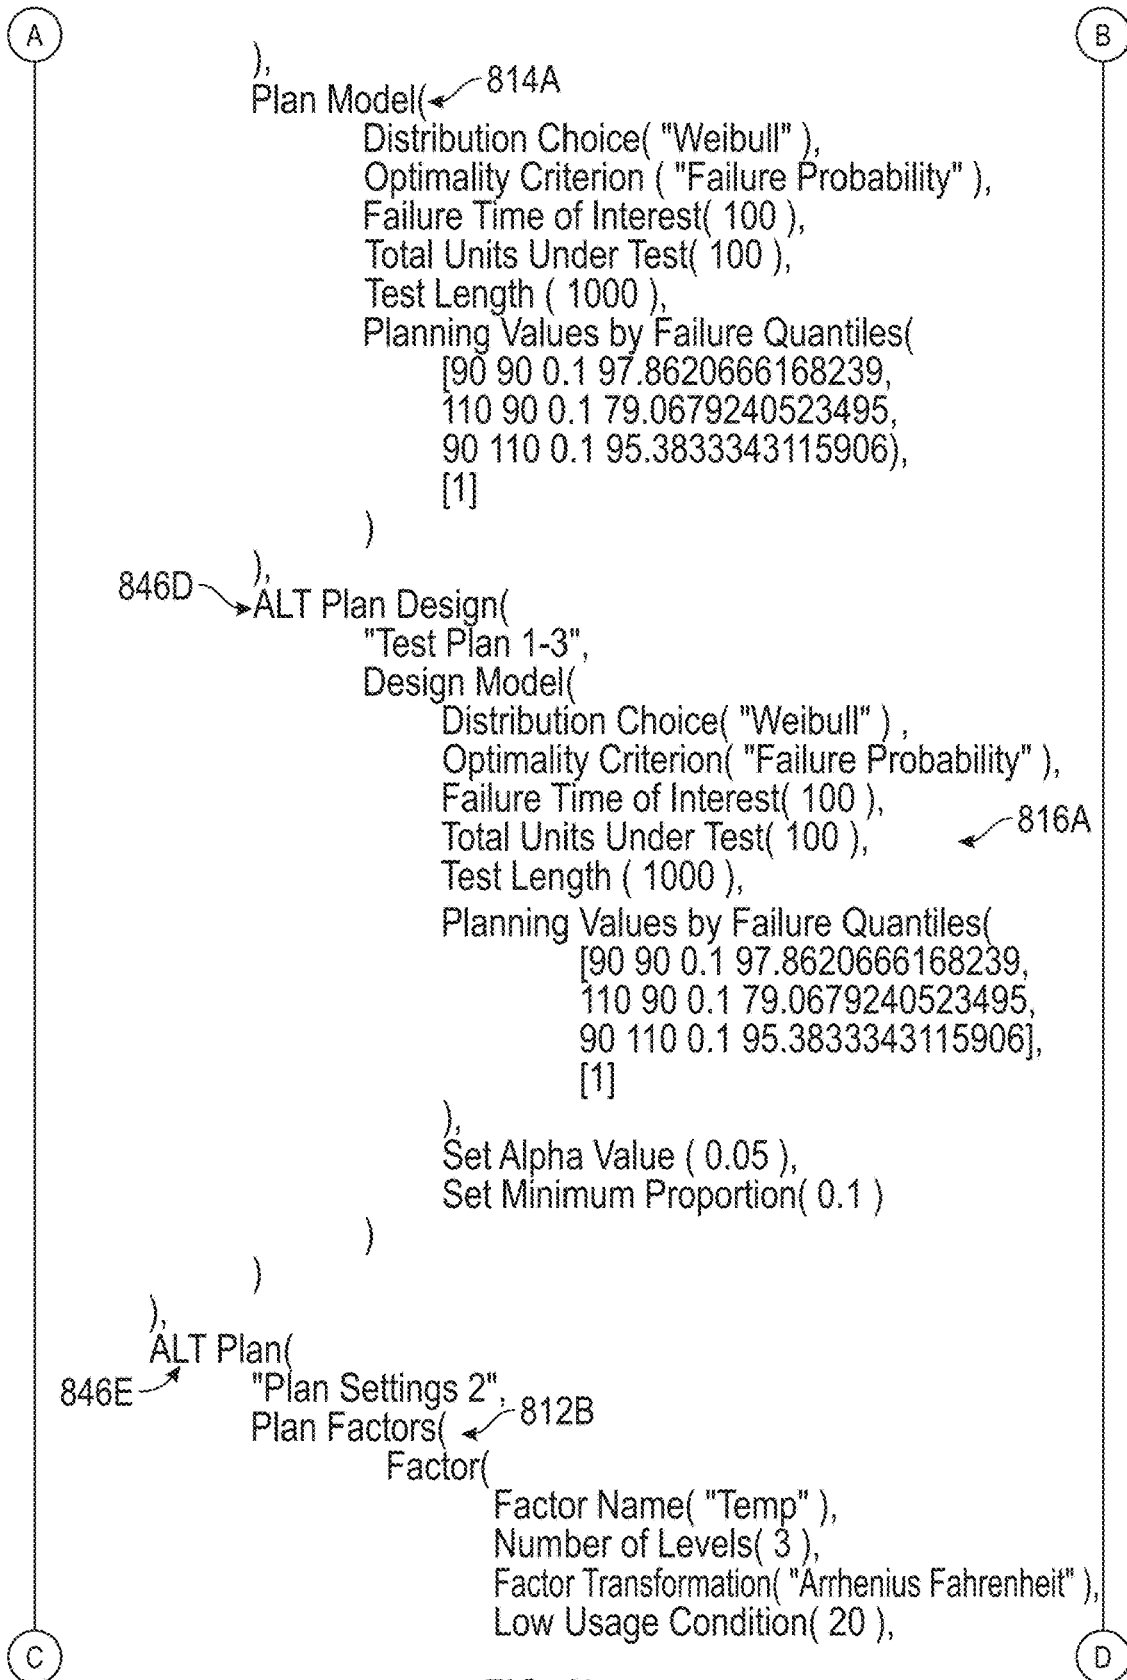 A
B
),
Plan Model(
814A
Distribution Choice( "Weibull" ),
Optimality Criterion ( "Failure Probability" ),
Failure Time of Interest( 100 ),
Total Units Under Test( 100 ),
Test Length ( 1000 ),
Planning Values by Failure Quantiles(
[90 90 0.1 97.8620666168239,
110 90 0.1 79.0679240523495,
90 110 0.1 95.3833343115906),
[1]
)
),
846D
ALT Plan Design(
"Test Plan 1-3",
Design Model(
Distribution Choice( "Weibull" ) ,
Optimality Criterion( "Failure Probability" ),
Failure Time of Interest( 100 ),
816A
Total Units Under Test( 100 ),
Test Length ( 1000 ),
Planning Values by Failure Quantiles(
[90 90 0.1 97.8620666168239,
110 90 0.1 79.0679240523495,
90 110 0.1 95.3833343115906],
[1]
),
Set Alpha Value ( 0.05 ),
Set Minimum Proportion( 0.1 )
)
)
),
ALT Plan(
846E
"Plan Settings 2",
Plan Factors(
812B
Factor(
Factor Name( "Temp" ),
Number of Levels( 3 ),
Factor Transformation( "Arrhenius Fahrenheit" ),
Low Usage Condition( 20 ),
C
D